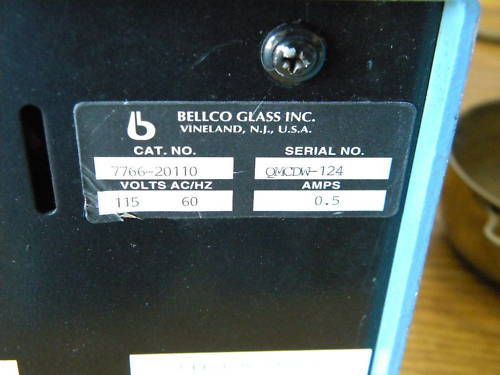 b BELLCO GLASS INC.
VINELAND, N.J., U.S.A.
CAT. NO. SERIAL NO.
7766-20110 QMCDW-124
VOLTS AC/HZ AMPS
115 60 0.5